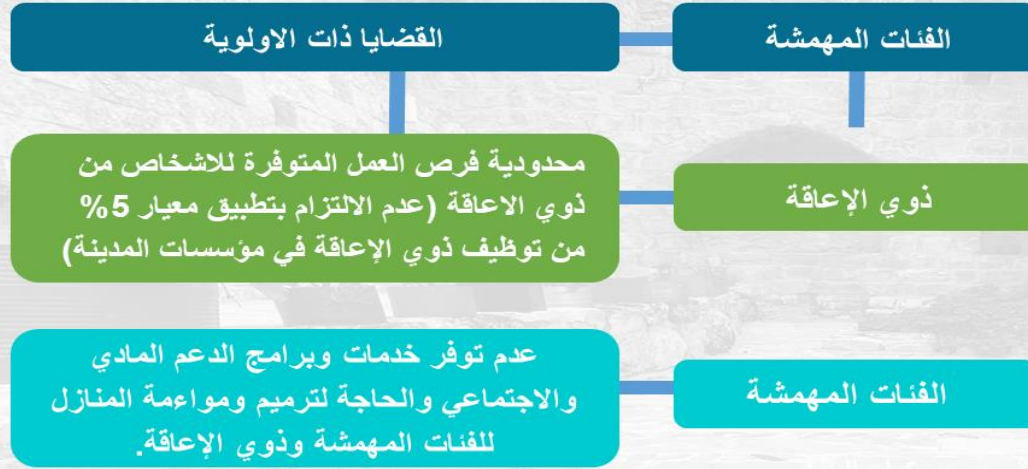 الفئات المهمشة
القضايا ذات الاولوية
ذوي الإعاقة
محدودية فرص العمل المتوفرة للاشخاص من
ذوي الاعاقة (عدم الالتزام بتطبيق معيار 5%
من توظيف ذوي الإعاقة في مؤسسات المدينة)
الفئات المهمشة
عدم توفر خدمات وبرامج الدعم المادي
والاجتماعي والحاجة لترميم ومواءمة المنازل
للفئات المهمشة وذوي الإعاقة.